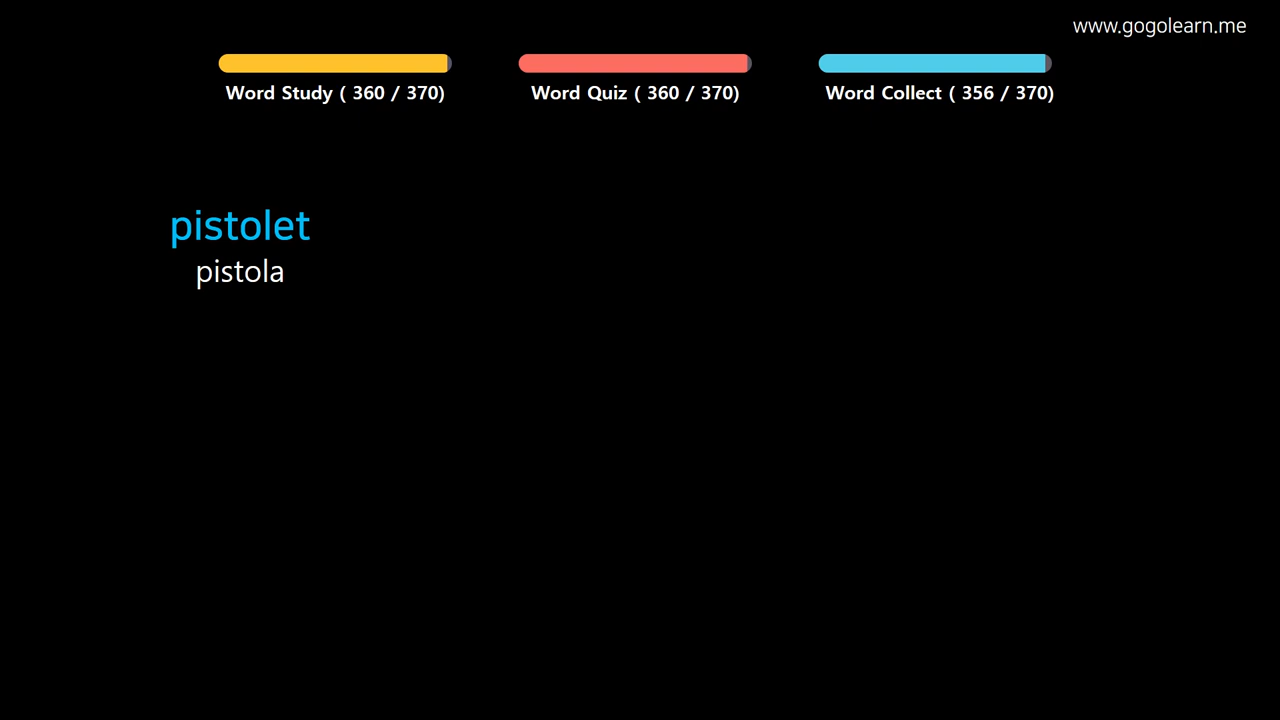 www.gogolearn.me
Word Study ( 360 / 370)
Word Quiz ( 360 / 370)
Word Collect ( 356 / 370)
pistolet
pistola